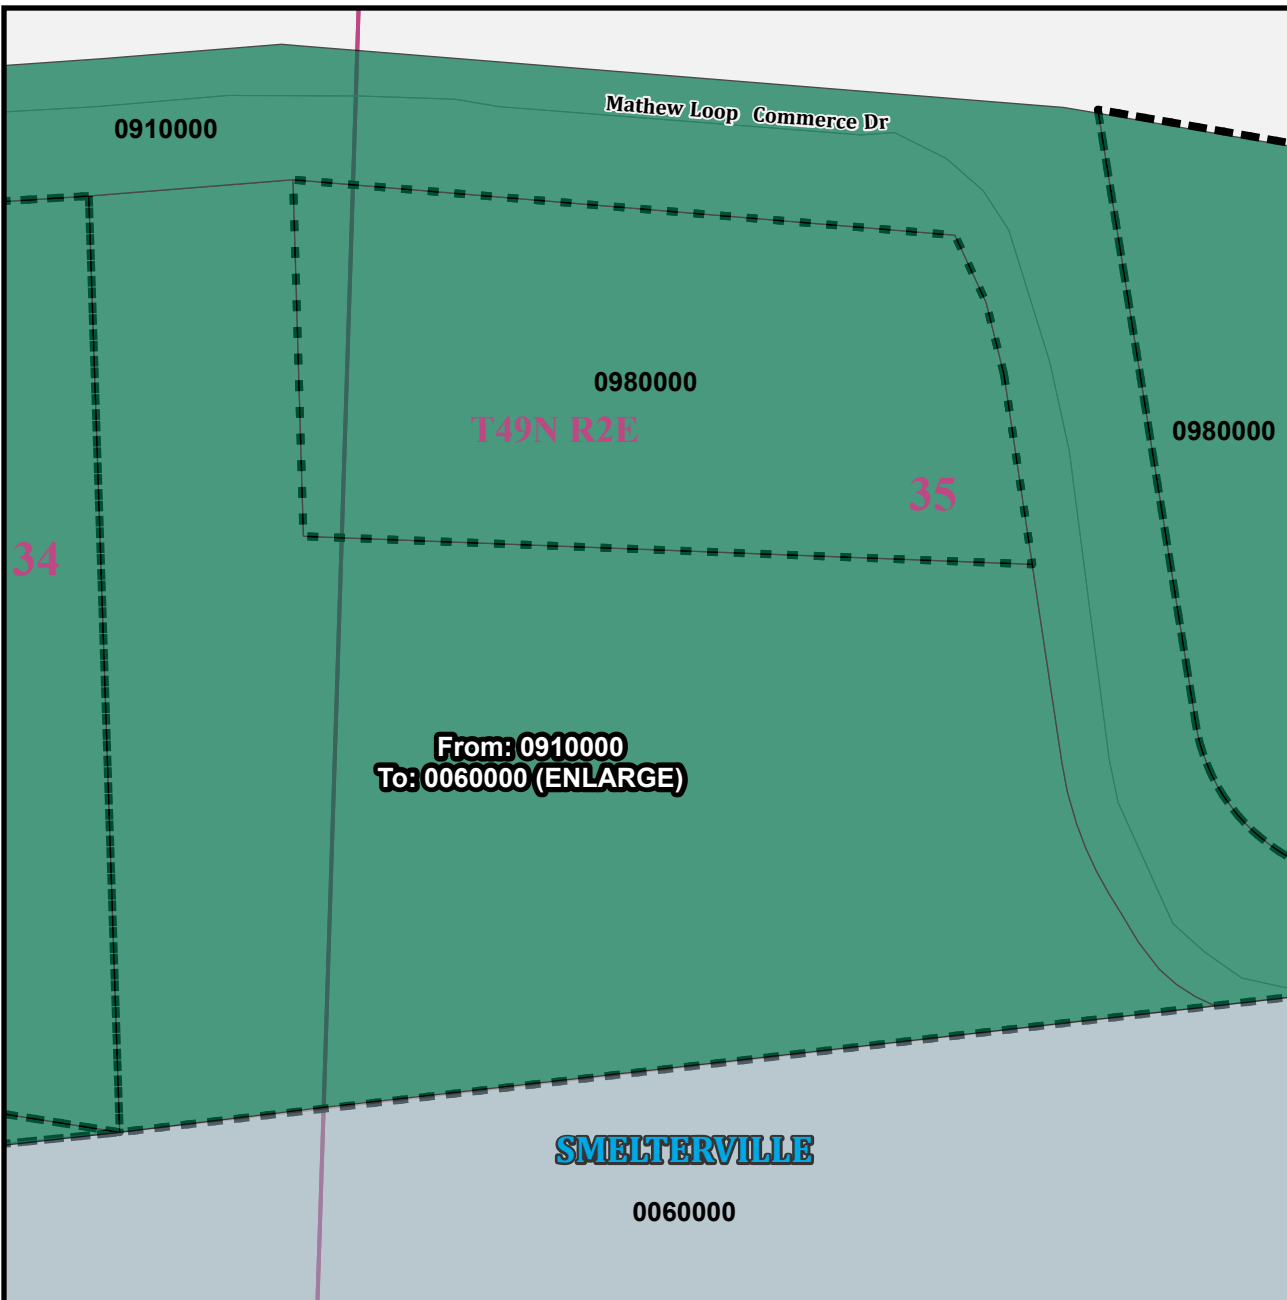 Mathew Loop Commerce Dr
0910000
0980000
T49N R2E
0980000
35
34
From: 0910000
To: 0060000 (ENLARGE)
SMELTERVILLE
0060000